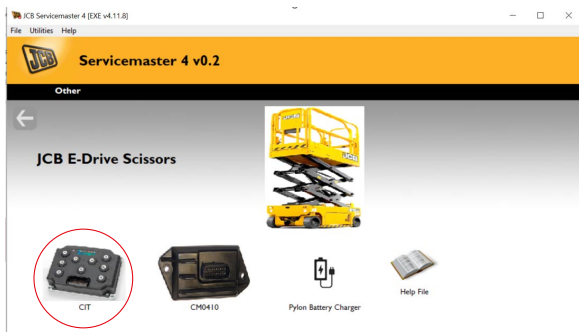 JCB Servicemaster 4 [EXE v4.11.8]
File Utilities Help
JCB Servicemaster 4 v0.2
Other
JCB E-Drive Scissors
JCB
CIT
CM0410
Pylon Battery Charger
Help File